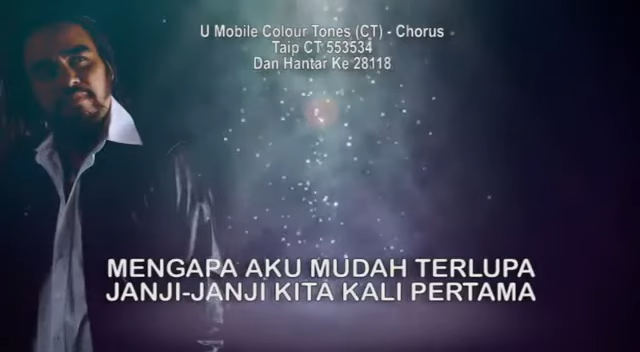 U Mobile Colour Tones (CT) - Chorus
Taip CT 553534
Dan Hantar Ke 28118
MENGAPA AKU MUDAH TERLUPA
JANJI-JANJI KITA KALI PERTAMA